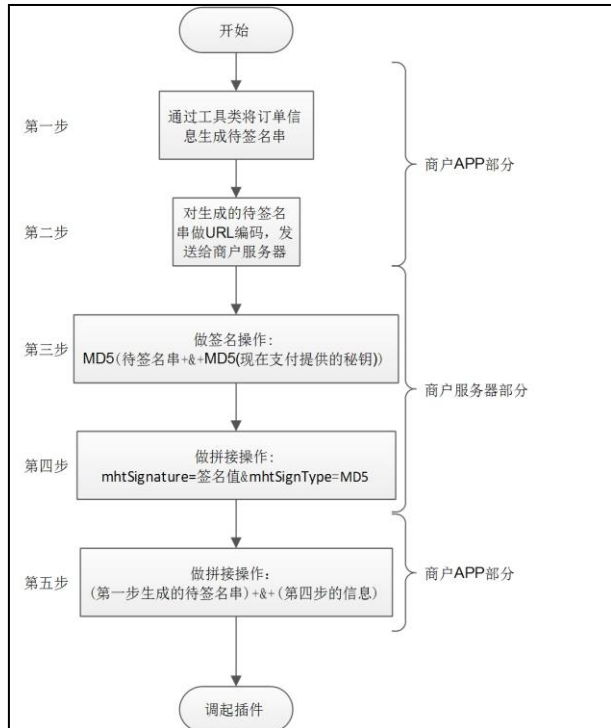 开始
第一步
通过工具类将订单信
息生成待签名串
商户APP部分
第二步
对生成的待签名
串做URL编码，发
送给商户服务器
第三步
做签名操作:
MD5(待签名串+&+MD5(现在支付提供的秘钥))
商户服务器部分
第四步
做拼接操作:
mhtSignature=签名值&mhtSignType=MD5
第五步
做拼接操作：
(第一步生成的待签名串)+&+(第四步的信息)
商户APP部分
调起插件